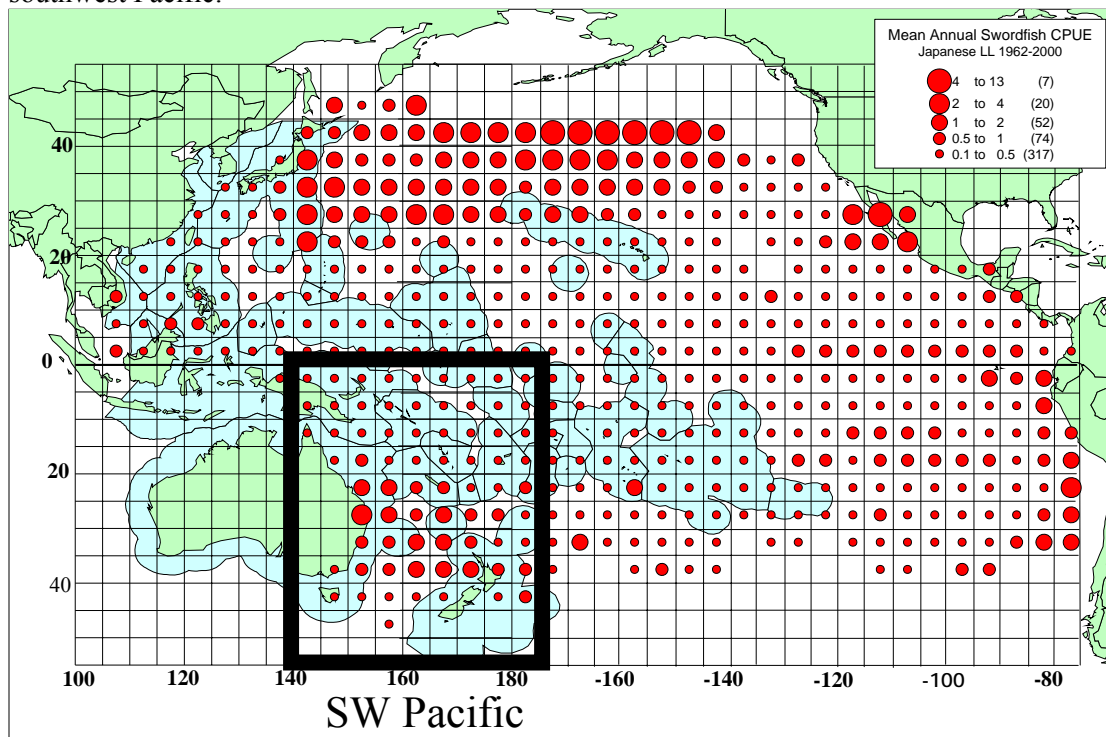 southwest Pacific.
Mean Annual Swordfish CPUE
Japanese LL 1962-2000
4 to 13 (7)
2 to 4 (20)
1 to 2 (52)
0.5 to 1 (74)
0.1 to 0.5 (317)
40
20
0
20
40
100 120 140 160 180 -160 -140 -120 -100 -80
SW Pacific